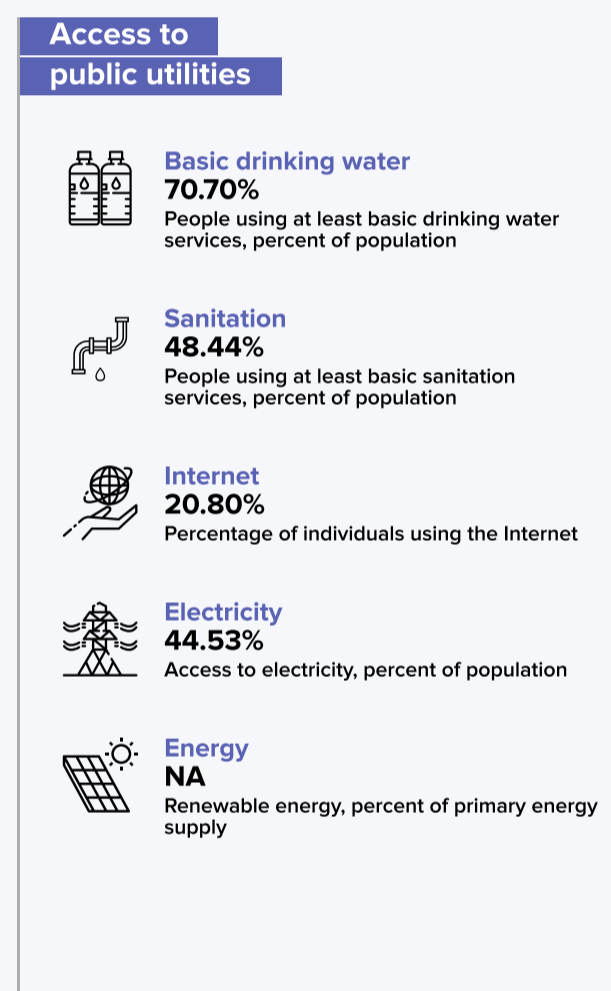 Access to
public utilities
Basic drinking water
70.70%
People using at least basic drinking water
services, percent of population
Sanitation
48.44%
People using at least basic sanitation
services, percent of population
Internet
20.80%
Percentage of individuals using the Internet
Electricity
44.53%
Access to electricity, percent of population
Energy
NA
Renewable energy, percent of primary energy
supply